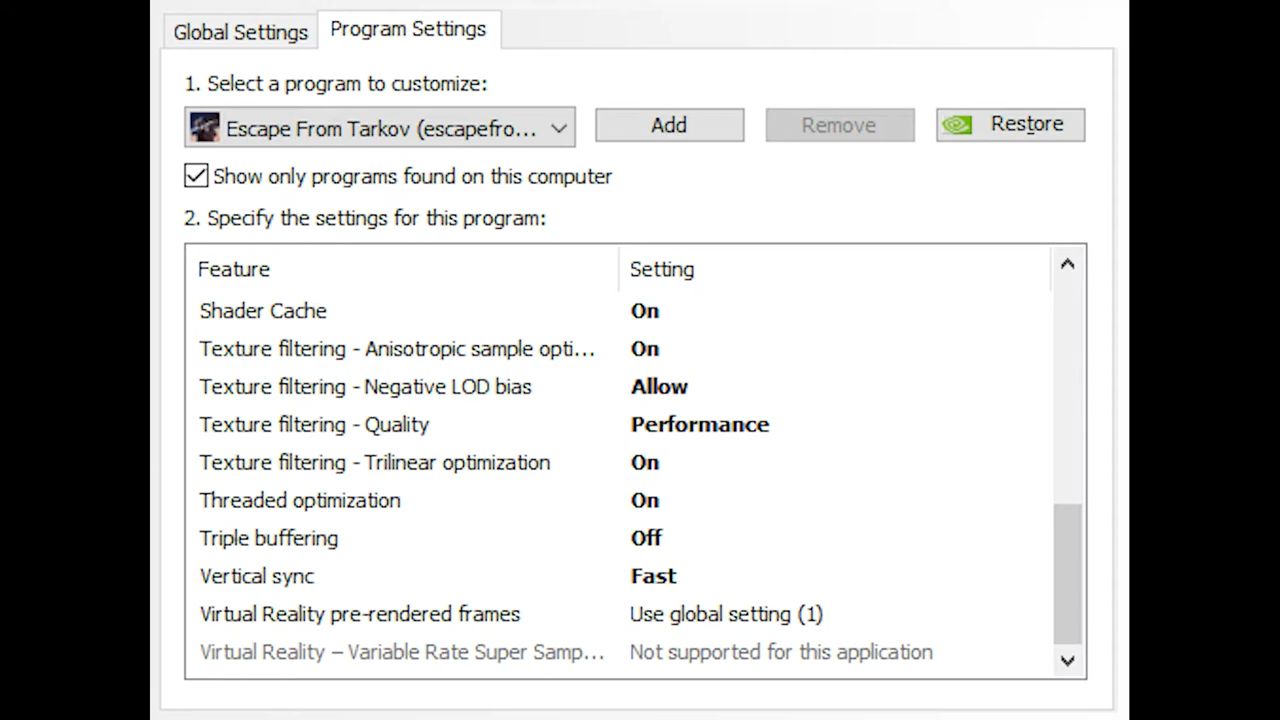 Global Settings Program Settings
1. Select a program to customize:
Escape From Tarkov (escapefro... Add Remove Restore
Show only programs found on this computer
2. Specify the settings for this program:
Feature Setting
Shader Cache On
Texture filtering - Anisotropic sample opti... On
Texture filtering - Negative LOD bias Allow
Texture filtering - Quality Performance
Texture filtering - Trilinear optimization On
Threaded optimization On
Triple buffering Off
Vertical sync Fast
Virtual Reality pre-rendered frames Use global setting (1)
Virtual Reality – Variable Rate Super Samp... Not supported for this application